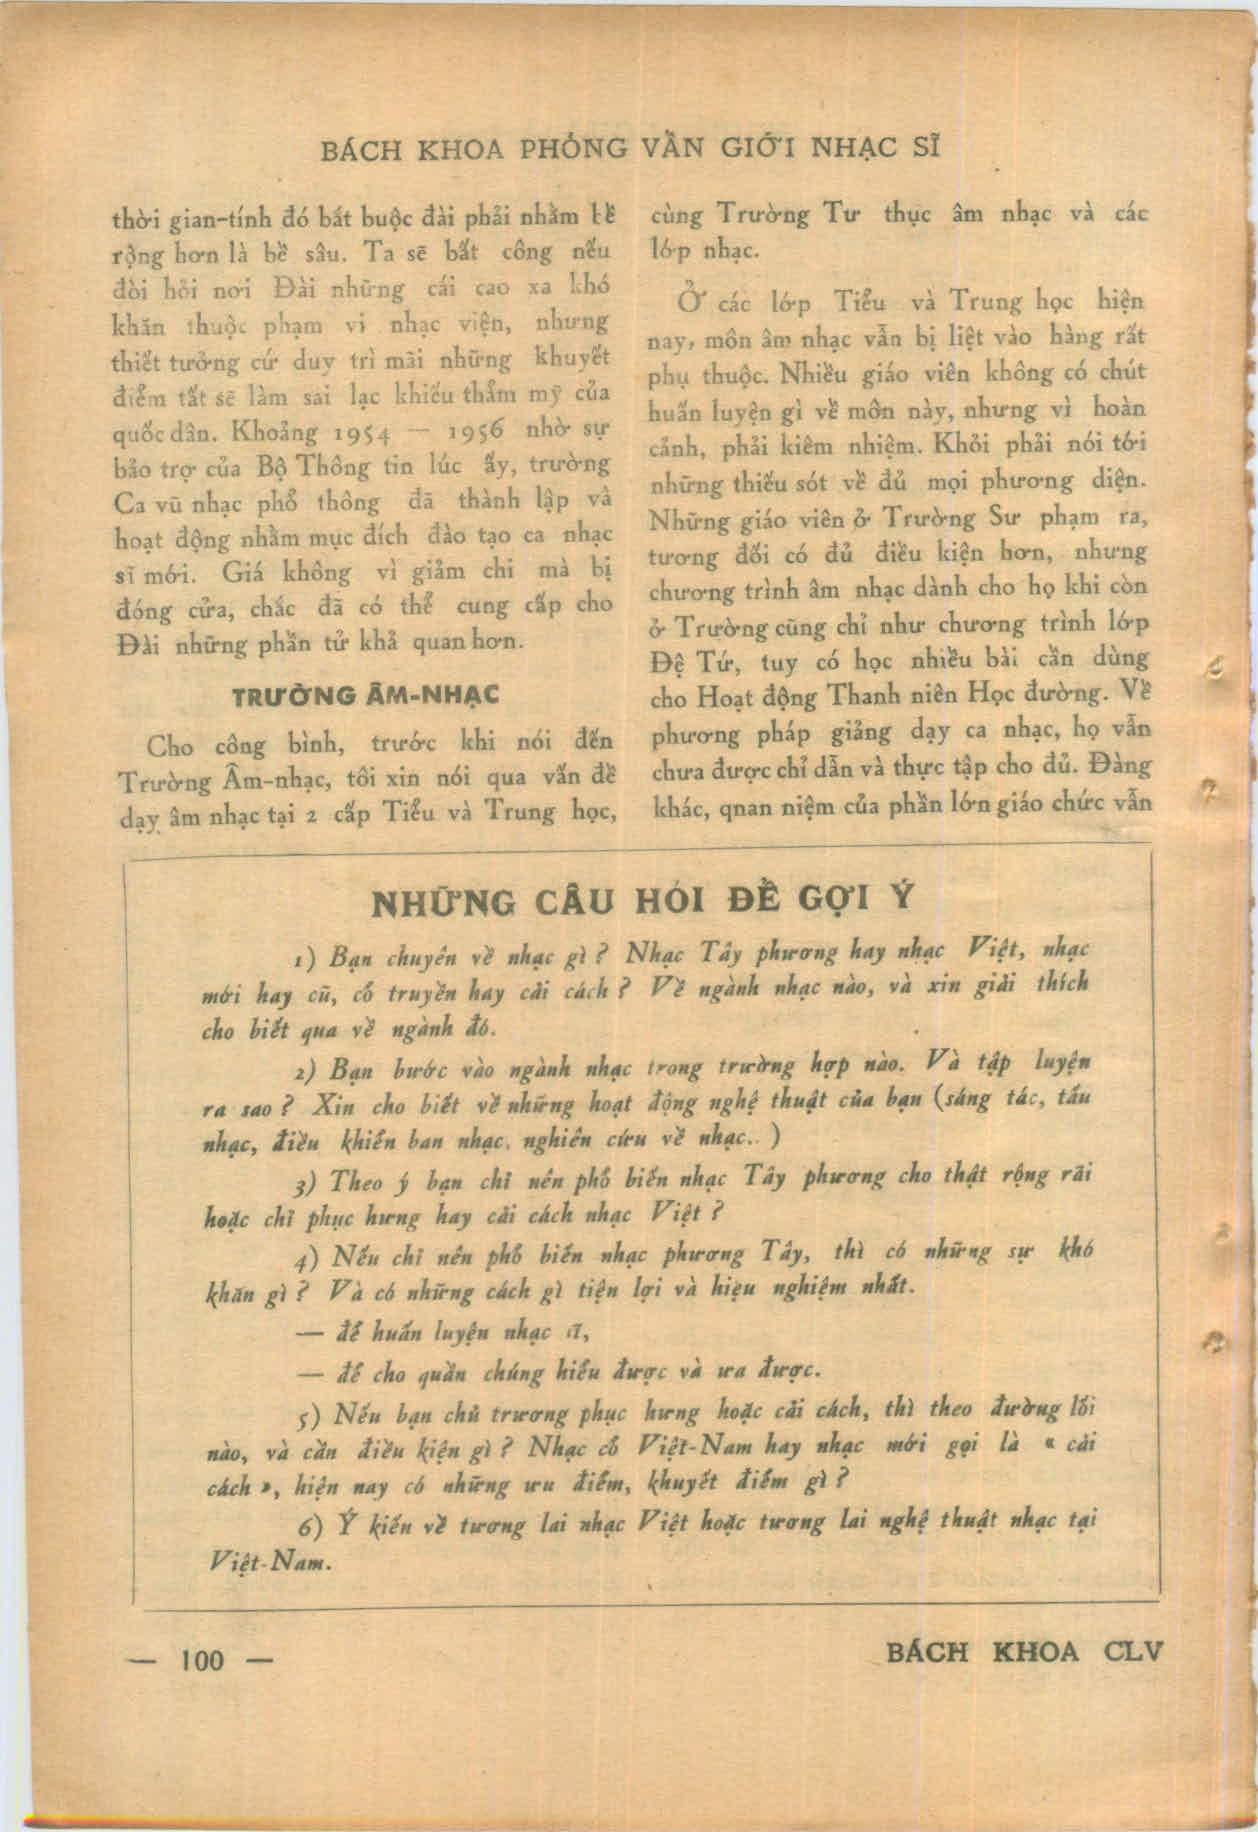 BÁCH KHOA PHỎNG VẤN GIỚI NHẠC SĨ
thời gian-tính đó bắt buộc đài phải nhằm bề
rộng hơn là bề sâu. Ta sẽ bất công nếu
đòi hỏi nơi Đài những cái cao xa khó
khăn thuộc phạm vi nhạc viện, nhưng
thiết tưởng cứ duy trì mãi những khuyết
điểm tất sẽ làm sai lạc khiếu thẩm mỹ của
quốc dân. Khoảng 1954 — 1956 nhờ sự
bảo trợ của Bộ Thông tin lúc ấy, trường
Ca vũ nhạc phổ thông đã thành lập và
hoạt động nhằm mục đích đào tạo ca nhạc
sĩ mới. Giá không vì giảm chi mà bị
đóng cửa, chắc đã có thể cung cấp cho
Đài những phần tử khả quan hơn.
TRƯỜNG ÂM-NHẠC
Cho công bình, trước khi nói đến
Trường Âm-nhạc, tôi xin nói qua vấn đề
dạy âm nhạc tại 2 cấp Tiểu và Trung học,
cùng Trường Tư thục âm nhạc và các
lớp nhạc.
Ở các lớp Tiểu và Trung học hiện
nay, môn âm nhạc vẫn bị liệt vào hàng rất
phụ thuộc. Nhiều giáo viên không có chút
huấn luyện gì về môn này, nhưng vì hoàn
cảnh, phải kiêm nhiệm. Khỏi phải nói tới
những thiếu sót về đủ mọi phương diện.
Những giáo viên ở Trường Sư phạm ra,
tương đối có đủ điều kiện hơn, nhưng
chương trình âm nhạc dành cho họ khi còn
ở Trường cũng chỉ như chương trình lớp
Đệ Tứ, tuy có học nhiều bài cần dùng
cho Hoạt động Thanh niên Học đường. Về
phương pháp giảng dạy ca nhạc, họ vẫn
chưa được chỉ dẫn và thực tập cho đủ. Đàng
khác, qnan niệm của phần lớn giáo chức vẫn
NHỮNG CÂU HỎI ĐỀ GỢI Ý
1) Bạn chuyên về nhạc gì ? Nhạc Tây phương hay nhạc Việt, nhạc
mới hay cũ, cổ truyền hay cải cách ? Về ngành nhạc nào, và xin giải thích
cho biết qua về ngành đó.
2) Bạn bước vào ngành nhạc trong trường hợp nào. Và tập luyện
ra sao ? Xin cho biết về những hoạt động nghệ thuật của bạn (sáng tác, tấu
nhạc, điều khiển ban nhạc, nghiên cứu về nhạc.. )
3) Theo ý bạn chỉ nên phổ biến nhạc Tây phương cho thật rộng rãi
hoặc chỉ phục hưng hay cải cách nhạc Việt ?
4) Nếu chỉ nên phổ biến nhạc phương Tây, thì có những sự khó
khăn gì ? Và có những cách gì tiện lợi và hiệu nghiệm nhất.
— để huấn luyện nhạc sĩ,
— để cho quần chúng hiểu được và ưa được.
5) Nếu bạn chủ trương phục hưng hoặc cải cách, thì theo đường lối
nào, và cần điều kiện gì ? Nhạc cổ Việt-Nam hay nhạc mới gọi là « cải
cách », hiện nay có những ưu điểm, khuyết điểm gì ?
6) Ý kiến về tương lai nhạc Việt hoặc tương lai nghệ thuật nhạc tại
Việt-Nam.
— 100 —
BÁCH KHOA CLV